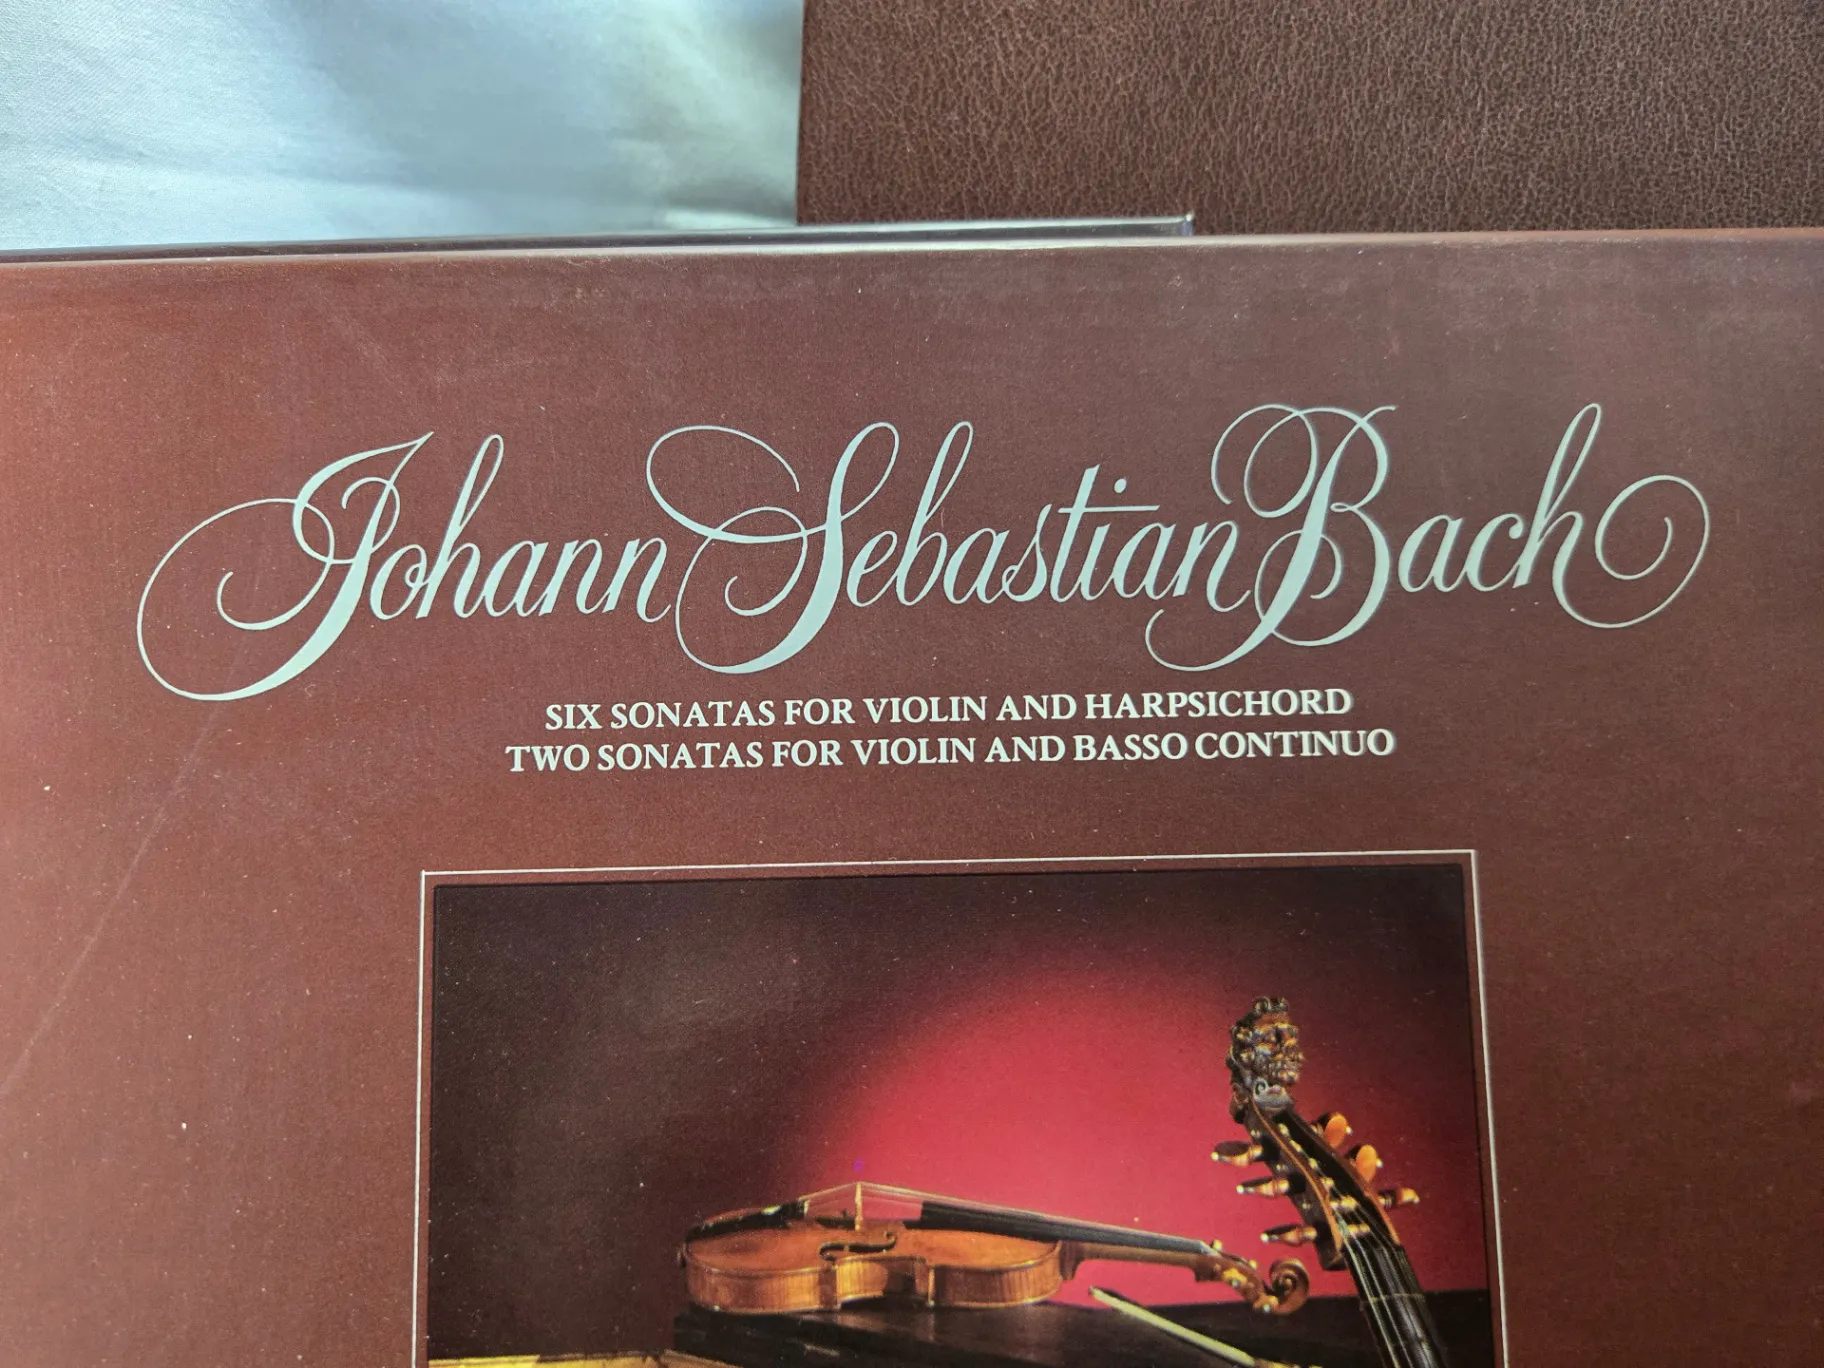 Johann Sebastian Bach
SIX SONATAS FOR VIOLIN AND HARPSICHORD
TWO SONATAS FOR VIOLIN AND BASSO CONTINUO